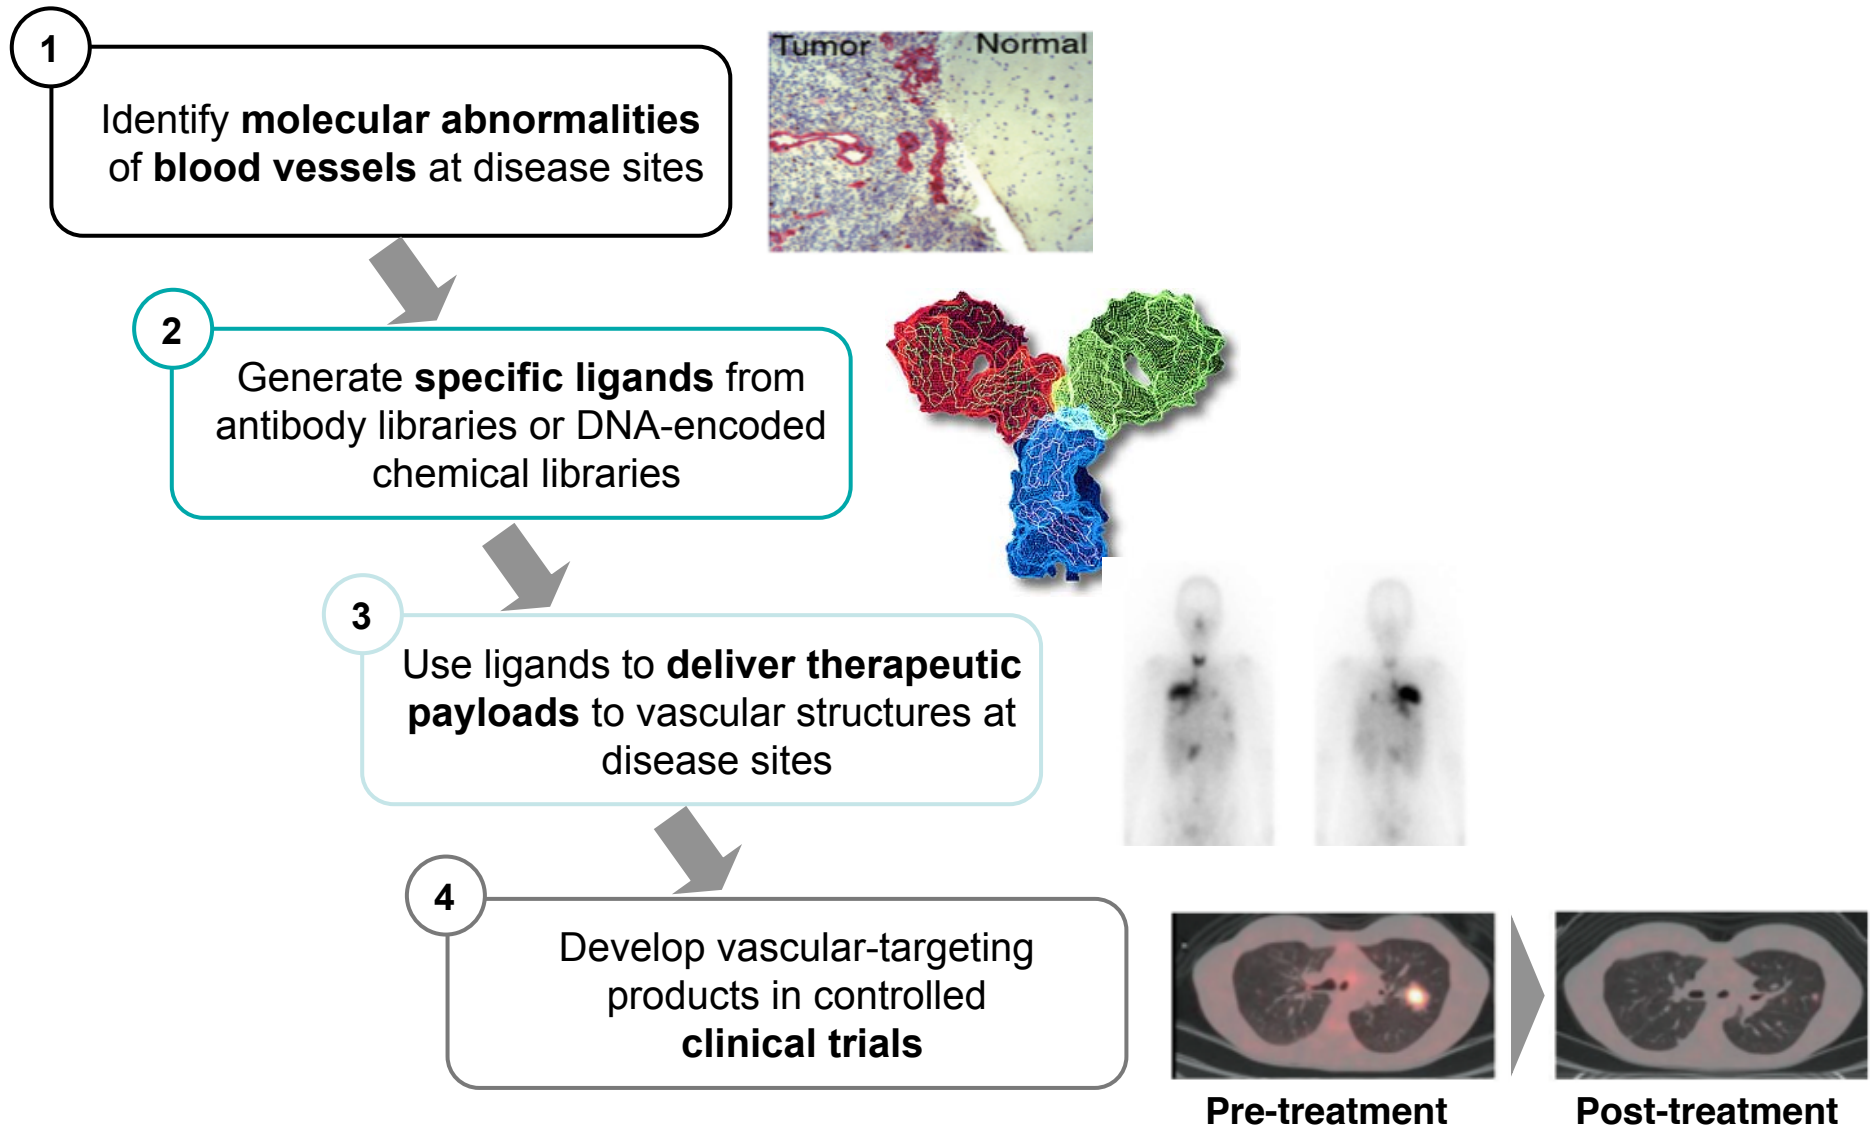 1
Identify molecular abnormalities
of blood vessels at disease sites
Tumor Normal
2
Generate specific ligands from
antibody libraries or DNA-encoded
chemical libraries
3
Use ligands to deliver therapeutic
payloads to vascular structures at
disease sites
4
Develop vascular-targeting
products in controlled
clinical trials
Pre-treatment
Post-treatment